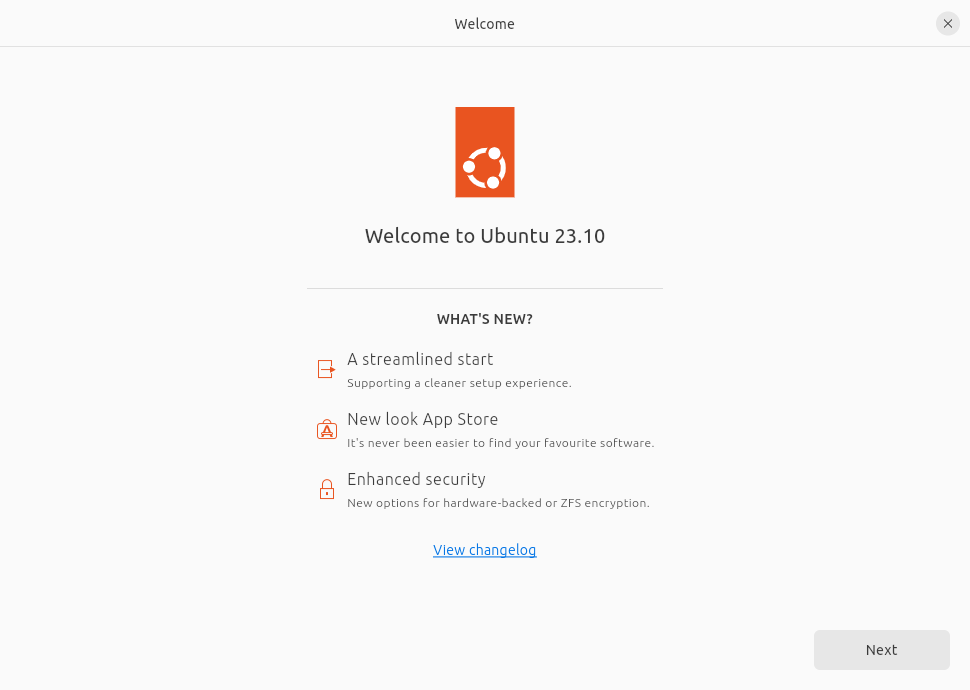 Welcome
Welcome to Ubuntu 23.10
WHAT'S NEW?
A streamlined start
Supporting a cleaner setup experience.
New look App Store
It's never been easier to find your favourite software.
Enhanced security
New options for hardware-backed or ZFS encryption.
View changelog
Next